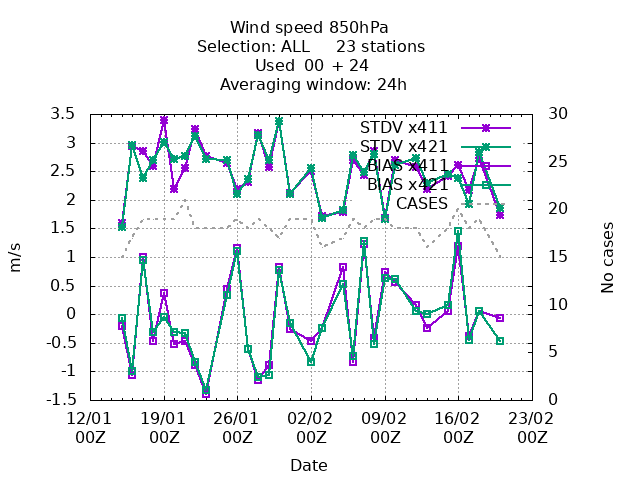 Wind speed 850hPa
Selection: ALL 23 stations
Used 00 + 24
Averaging window: 24h
STDV x411
STDV x421
BIAS x411
BIAS x421
CASES
3.5
3
2.5
2
1.5
1
0.5
0
-0.5
-1
-1.5
m/s
30
25
20
15
10
5
0
No cases
12/01 19/01 26/01 02/02 09/02 16/02 23/02
00Z 00Z 00Z 00Z 00Z 00Z 00Z
Date